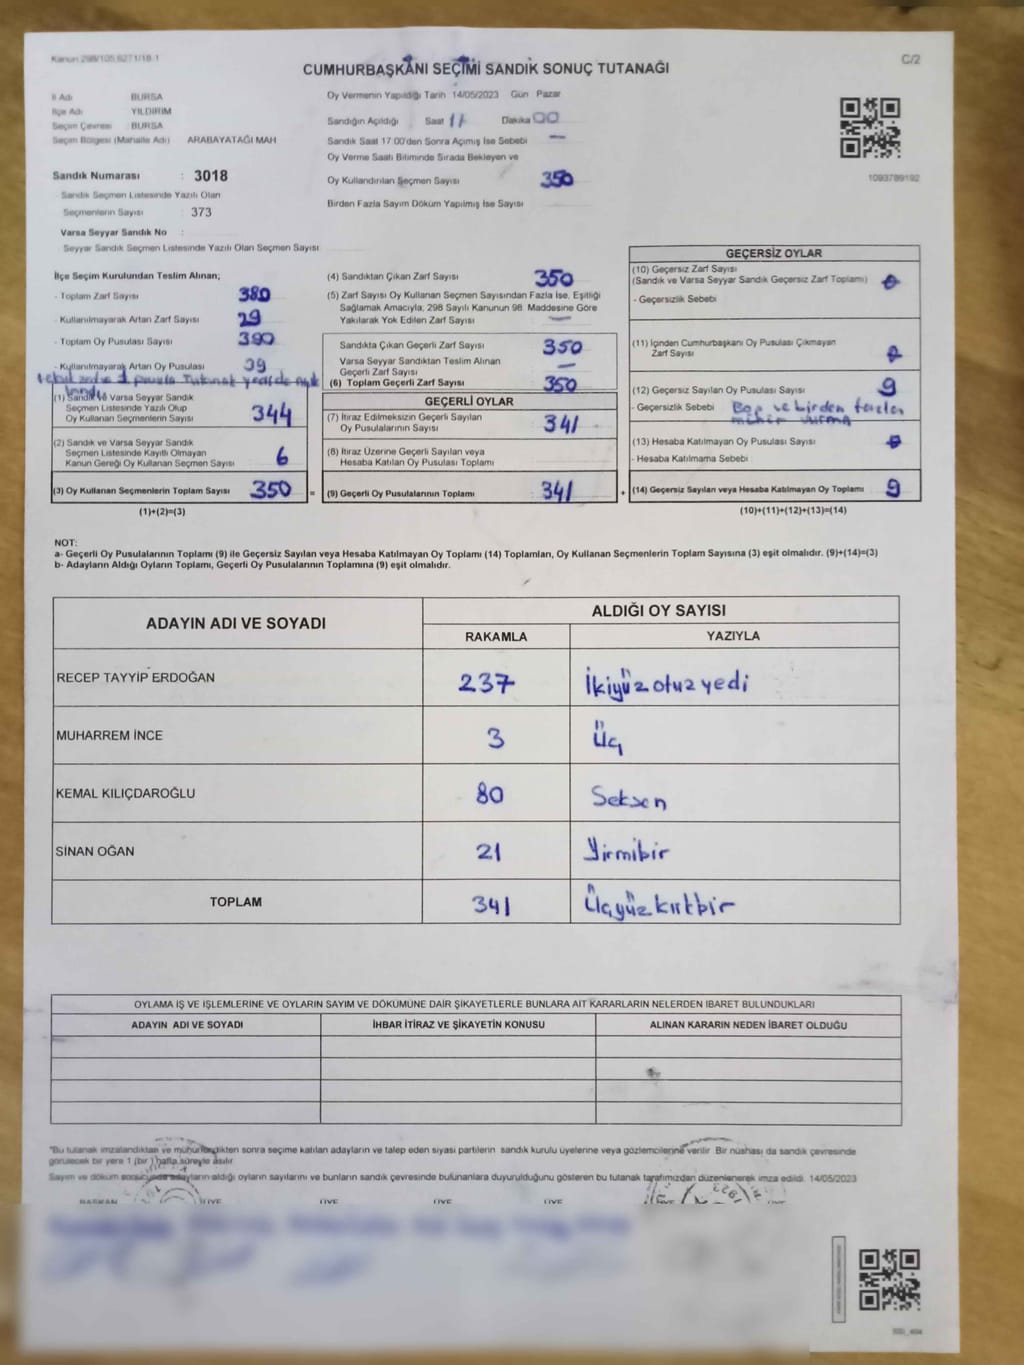 Kanun 298/105,6271/18-1
C/2
CUMHURBAŞKANI SEÇİMİ SANDIK SONUÇ TUTANAĞI
İl Adı BURSA
İlçe Adı YILDIRIM
Seçim Çevresi : BURSA
Seçim Bölgesi (Mahalle Adı) ARABAYATAĞI MAH
Sandık Numarası : 3018
- Sandık Seçmen Listesinde Yazılı Olan
Seçmenlerin Sayısı : 373
Varsa Seyyar Sandık No :
- Seyyar Sandık Seçmen Listesinde Yazılı Olan Seçmen Sayısı
Oy Vermenin Yapıldığı Tarih 14/05/2023 Gün Pazar
Sandığın Açıldığı Saat Dakika 00
Sandık Saat 17.00'den Sonra Açımış İse Sebebi —
Oy Verme Saati Bitiminde Sırada Bekleyen ve
Oy Kullandırılan Seçmen Sayısı 350
Birden Fazla Sayım Döküm Yapılmış İse Sayısı
1093789192
İlçe Seçim Kurulundan Teslim Alınan;
- Toplam Zarf Sayısı 380
- Kullanılmayarak Artan Zarf Sayısı 29
- Toplam Oy Pusulası Sayısı 390
- Kullanılmayarak Artan Oy Pusulası 39
(1) Sandık ve Varsa Seyyar Sandık
Seçmen Listesinde Yazılı Olup
Oy Kullanan Seçmenlerin Sayısı 344
(2) Sandık ve Varsa Seyyar Sandık
Seçmen Listesinde Kayıtlı Olmayan
Kanun Gereği Oy Kullanan Seçmen Sayısı 6
(3) Oy Kullanan Seçmenlerin Toplam Sayısı 350
(1)+(2)=(3)
(4) Sandıktan Çıkan Zarf Sayısı 350
(5) Zarf Sayısı Oy Kullanan Seçmen Sayısından Fazla İse, Eşitliği
Sağlamak Amacıyla, 298 Sayılı Kanunun 98. Maddesine Göre
Yakılarak Yok Edilen Zarf Sayısı —
Sandıkta Çıkan Geçerli Zarf Sayısı 350
Varsa Seyyar Sandıktan Teslim Alınan
Geçerli Zarf Sayısı —
(6) Toplam Geçerli Zarf Sayısı 350
GEÇERLİ OYLAR
(7) İtiraz Edilmeksizin Geçerli Sayılan
Oy Pusulalarının Sayısı 341
(8) İtiraz Üzerine Geçerli Sayılan veya
Hesaba Katılan Oy Pusulası Toplamı
= (9) Geçerli Oy Pusulalarının Toplamı 341 +
GEÇERSİZ OYLAR
(10) Geçersiz Zarf Sayısı
(Sandık ve Varsa Seyyar Sandık Geçersiz Zarf Toplamı)
- Geçersizlik Sebebi
(11) İçinden Cumhurbaşkanı Oy Pusulası Çıkmayan
Zarf Sayısı
(12) Geçersiz Sayılan Oy Pusulası Sayısı 9
- Geçersizlik Sebebi Boş ve birden fazla
mühür vurma
(13) Hesaba Katılmayan Oy Pusulası Sayısı
- Hesaba Katılmama Sebebi
(14) Geçersiz Sayılan veya Hesaba Katılmayan Oy Toplamı 9
(10)+(11)+(12)+(13)=(14)
NOT:
a- Geçerli Oy Pusulalarının Toplamı (9) ile Geçersiz Sayılan veya Hesaba Katılmayan Oy Toplamı (14) Toplamları, Oy Kullanan Seçmenlerin Toplam Sayısına (3) eşit olmalıdır. (9)+(14)=(3)
b- Adayların Aldığı Oyların Toplamı, Geçerli Oy Pusulalarının Toplamına (9) eşit olmalıdır.
ADAYIN ADI VE SOYADI
ALDIĞI OY SAYISI
RAKAMLA YAZIYLA
RECEP TAYYİP ERDOĞAN 237 İkiyüzotuzyedi
MUHARREM İNCE 3 Üç
KEMAL KILIÇDAROĞLU 80 Seksen
SİNAN OĞAN 21 Yirmibir
TOPLAM 341 Üçyüzkırkbir
OYLAMA İŞ VE İŞLEMLERİNE VE OYLARIN SAYIM VE DÖKÜMÜNE DAİR ŞİKAYETLERLE BUNLARA AİT KARARLARIN NELERDEN İBARET BULUNDUKLARI
ADAYIN ADI VE SOYADI İHBAR İTİRAZ VE ŞİKAYETİN KONUSU ALINAN KARARIN NEDEN İBARET OLDUĞU
"Bu tutanak imzalandıktan ve mühürlendikten sonra seçime katılan adayların ve talep eden siyasi partilerin sandık kurulu üyelerine veya gözlemcilerine verilir. Bir nüshası da sandık çevresinde
görülecek bir yere 1 (bir) hafta süreyle asılır
Sayım ve döküm sonucunda adayların aldığı oyların sayılarını ve bunların sandık çevresinde bulunanlara duyurulduğunu gösteren bu tutanak tarafımızdan düzenlenerek imza edildi. 14/05/2023
BAŞKAN ÜYE ÜYE ÜYE ÜYE